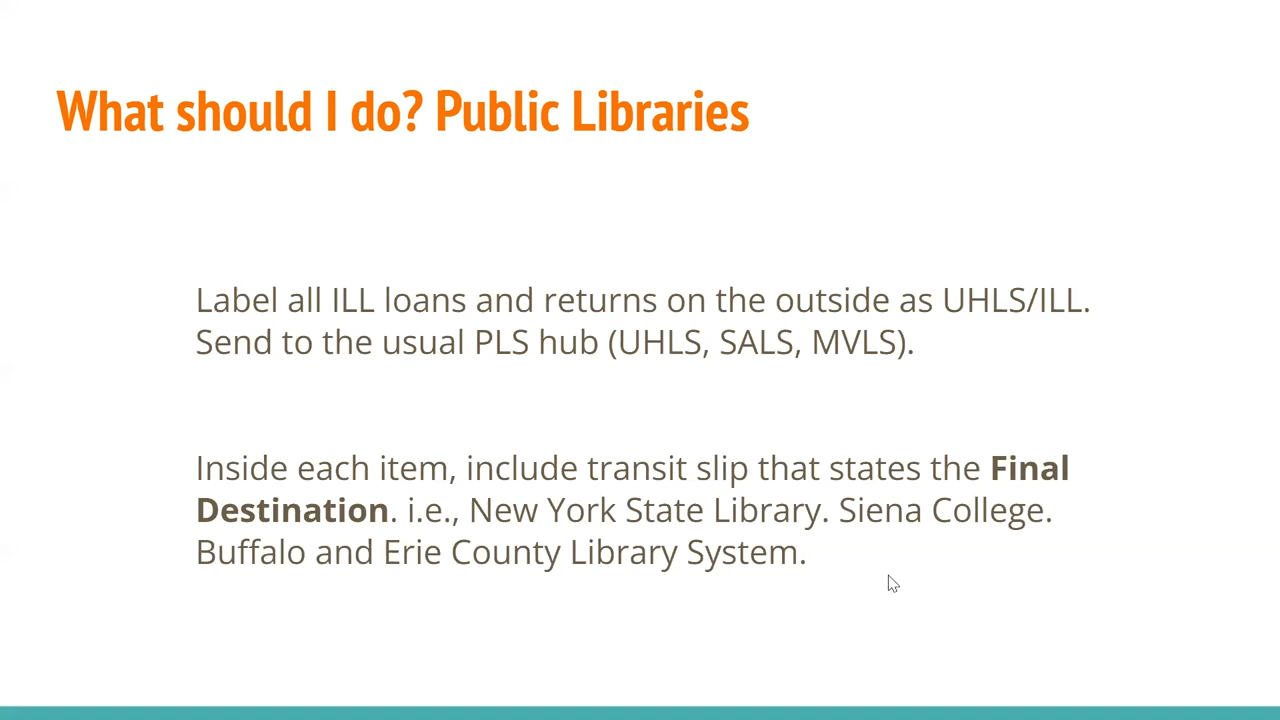 What should I do? Public Libraries
Label all ILL loans and returns on the outside as UHLS/ILL.
Send to the usual PLS hub (UHLS, SALS, MVLS).
Inside each item, include transit slip that states the Final
Destination. i.e., New York State Library. Siena College.
Buffalo and Erie County Library System.